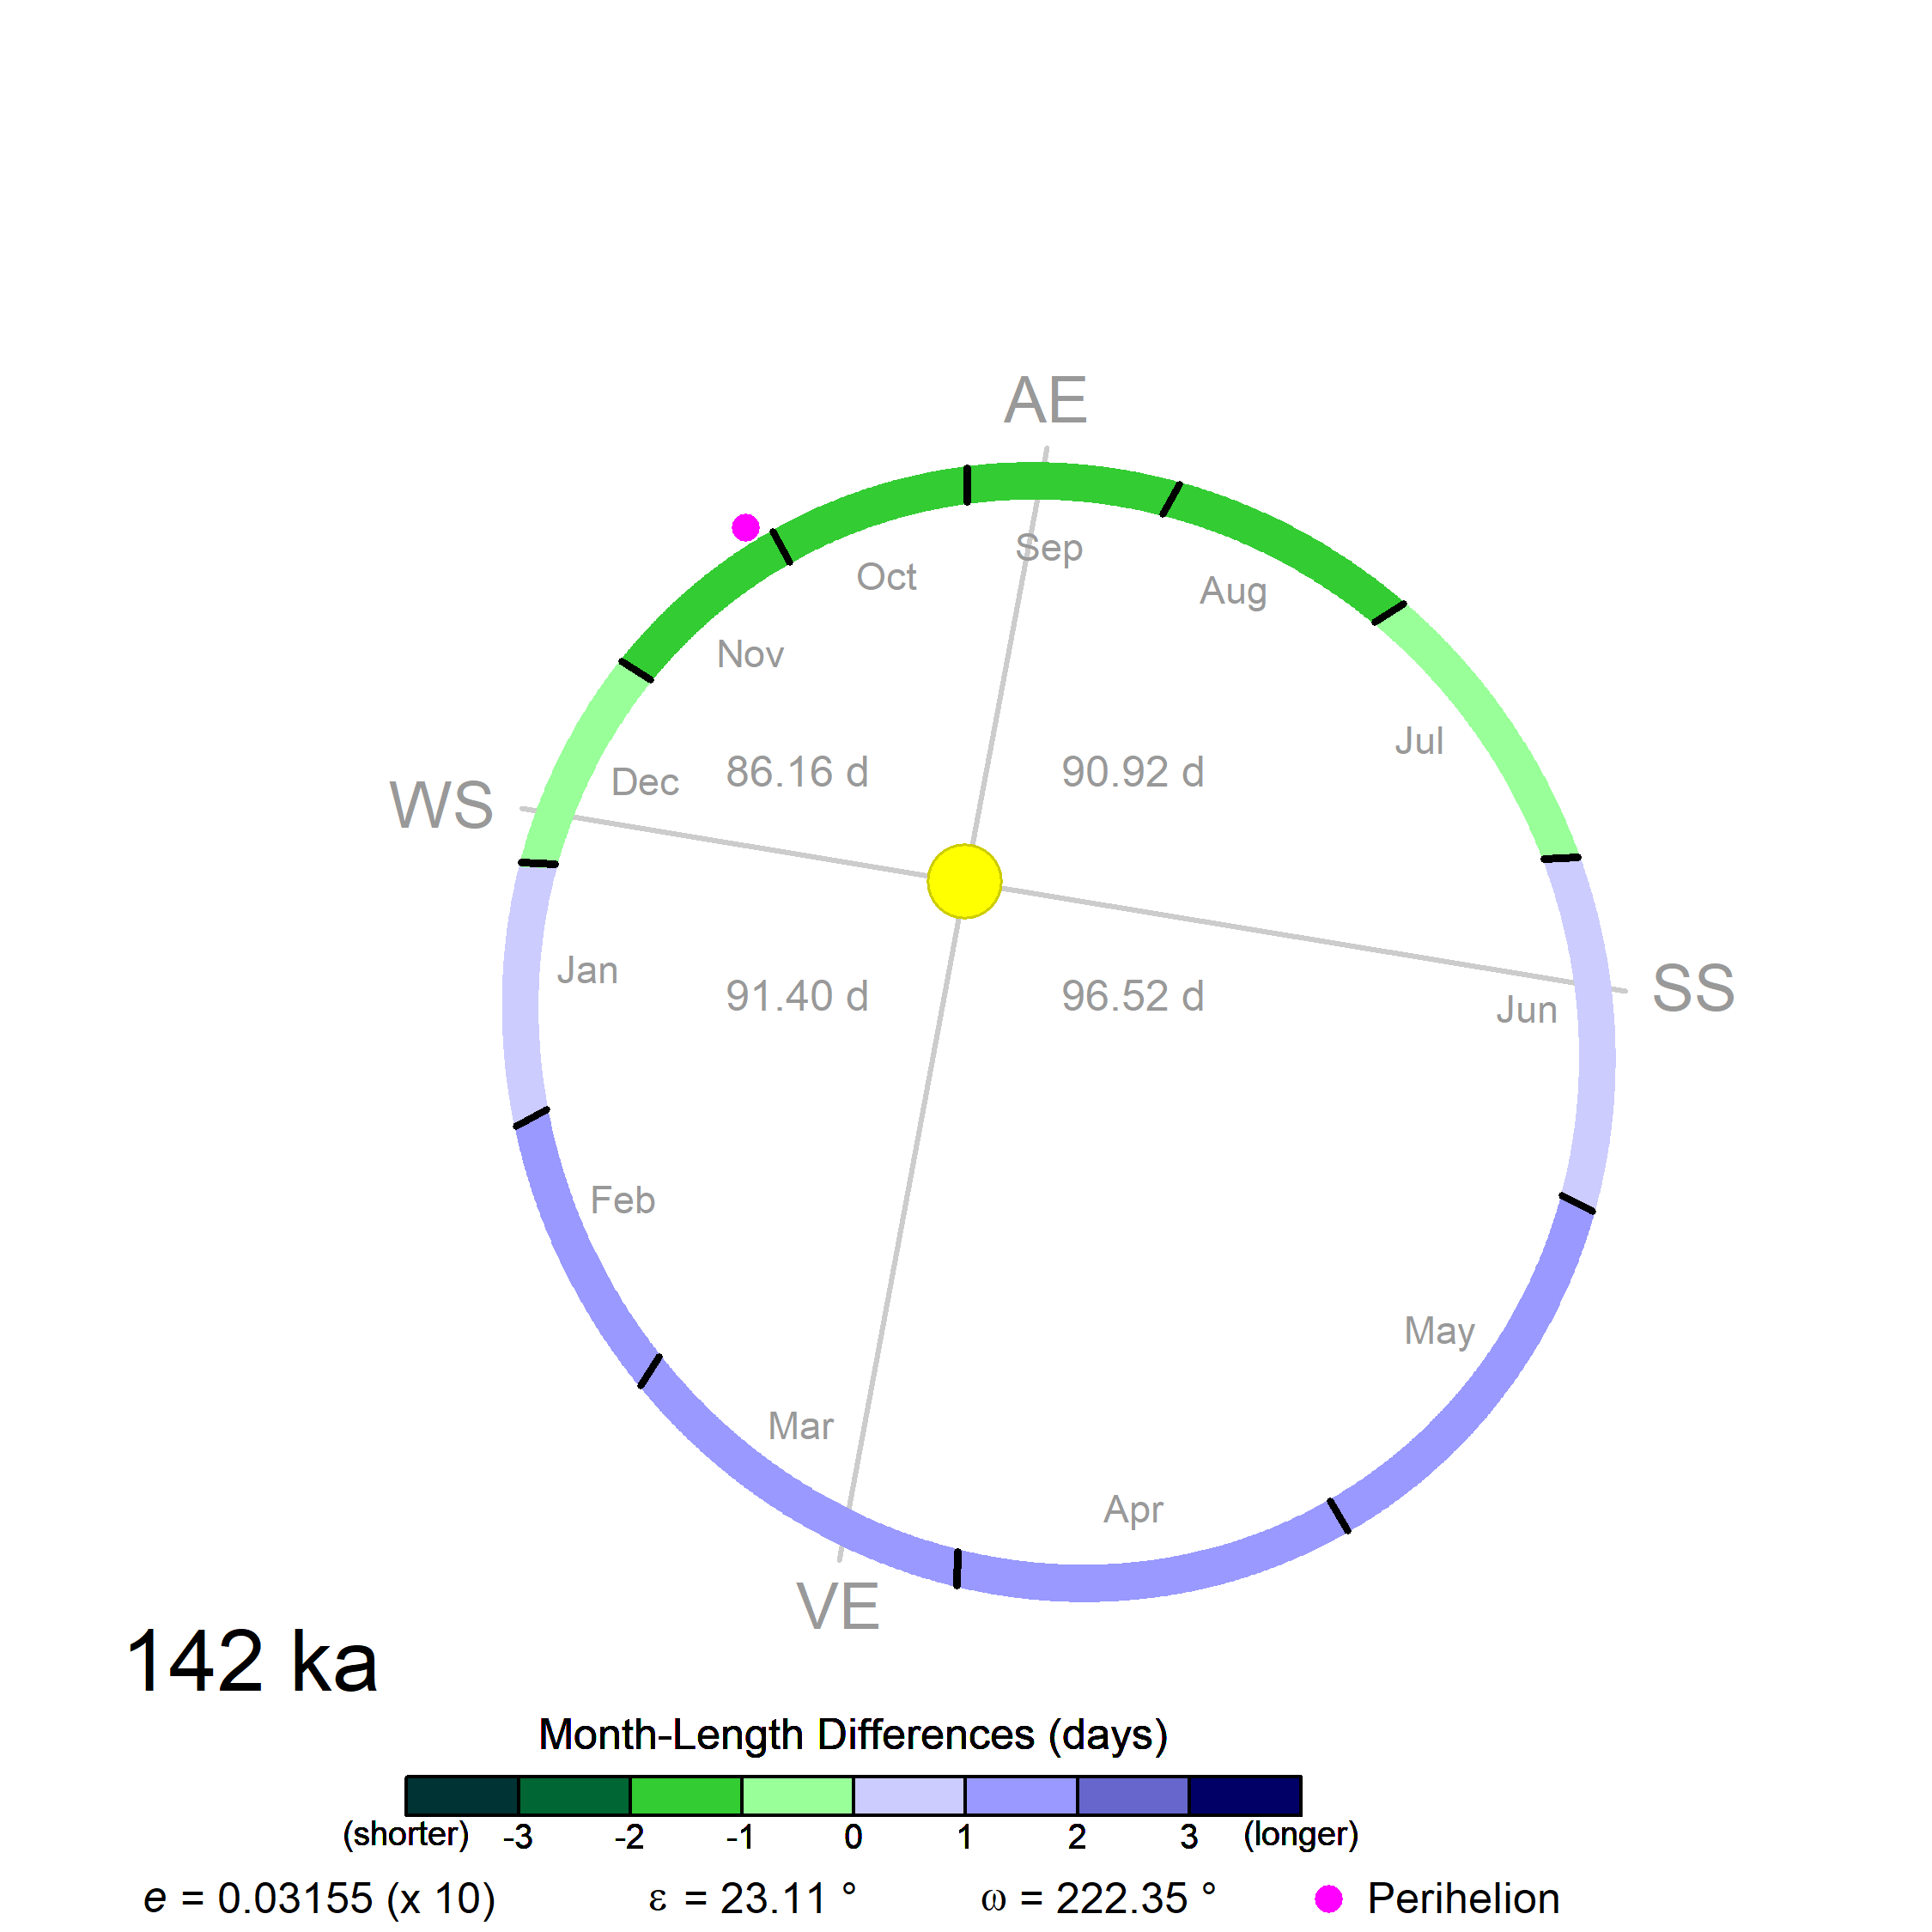 AE
Sep
Oct
Aug
Nov
Jul
Dec
86.16 d
90.92 d
WS
Jan
91.40 d
96.52 d
SS
Jun
Feb
May
Mar
Apr
VE
142 ka
Month-Length Differences (days)
(shorter) -3 -2 -1 0 1 2 3 (longer)
e = 0.03155 (x 10) ε = 23.11 ° ω = 222.35 ° Perihelion